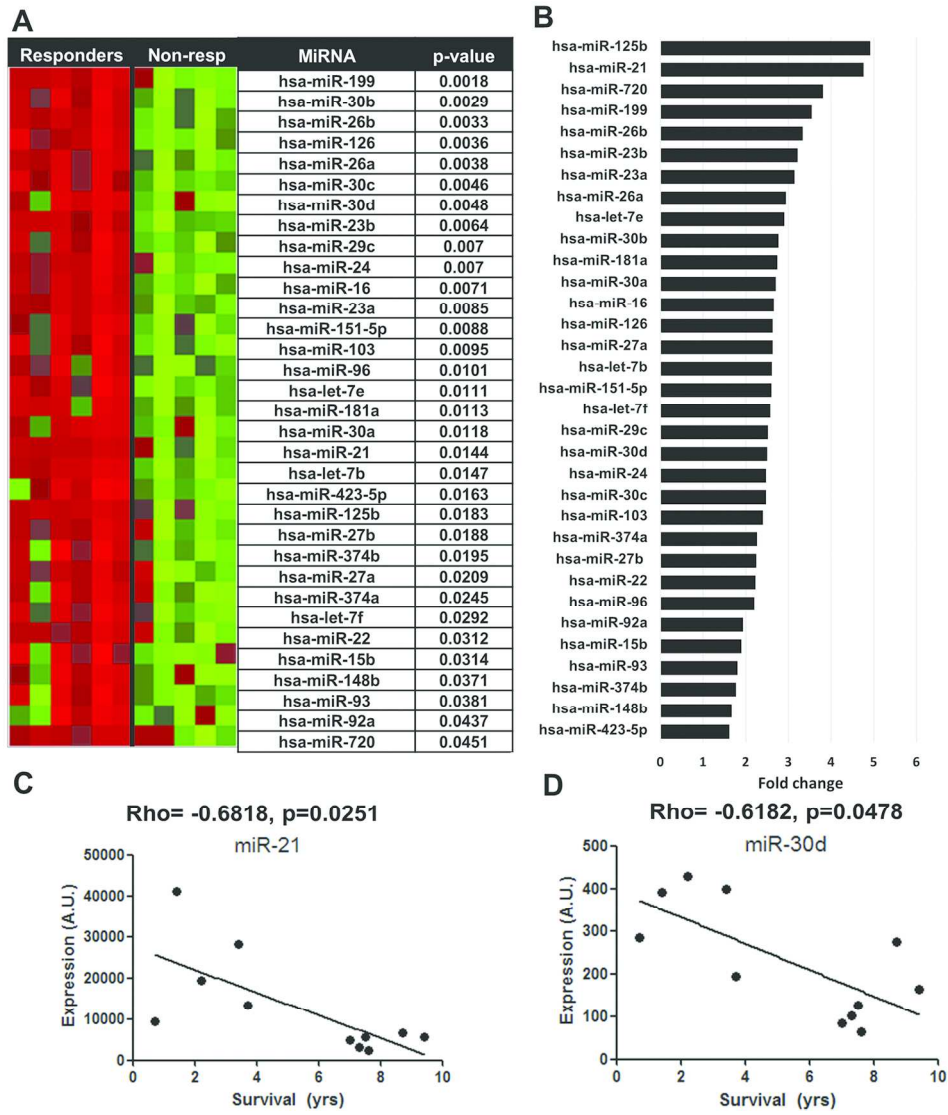 A
Responders Non-resp MiRNA p-value
hsa-miR-199 0.0018
hsa-miR-30b 0.0029
hsa-miR-26b 0.0033
hsa-miR-126 0.0036
hsa-miR-26a 0.0038
hsa-miR-30c 0.0046
hsa-miR-30d 0.0048
hsa-miR-23b 0.0064
hsa-miR-29c 0.007
hsa-miR-24 0.007
hsa-miR-16 0.0071
hsa-miR-23a 0.0085
hsa-miR-151-5p 0.0088
hsa-miR-103 0.0095
hsa-miR-96 0.0101
hsa-let-7e 0.0111
hsa-miR-181a 0.0113
hsa-miR-30a 0.0118
hsa-miR-21 0.0144
hsa-let-7b 0.0147
hsa-miR-423-5p 0.0163
hsa-miR-125b 0.0183
hsa-miR-27b 0.0188
hsa-miR-374b 0.0195
hsa-miR-27a 0.0209
hsa-miR-374a 0.0245
hsa-let-7f 0.0292
hsa-miR-22 0.0312
hsa-miR-15b 0.0314
hsa-miR-148b 0.0371
hsa-miR-93 0.0381
hsa-miR-92a 0.0437
hsa-miR-720 0.0451
B
hsa-miR-125b
hsa-miR-21
hsa-miR-720
hsa-miR-199
hsa-miR-26b
hsa-miR-23b
hsa-miR-23a
hsa-miR-26a
hsa-let-7e
hsa-miR-30b
hsa-miR-181a
hsa-miR-30a
hsa-miR-16
hsa-miR-126
hsa-miR-27a
hsa-let-7b
hsa-miR-151-5p
hsa-let-7f
hsa-miR-29c
hsa-miR-30d
hsa-miR-24
hsa-miR-30c
hsa-miR-103
hsa-miR-374a
hsa-miR-27b
hsa-miR-22
hsa-miR-96
hsa-miR-92a
hsa-miR-15b
hsa-miR-93
hsa-miR-374b
hsa-miR-148b
hsa-miR-423-5p
0 1 2 3 4 5 6
Fold change
C
Rho= -0.6818, p=0.0251
miR-21
Expression (A.U.)
50000
40000
30000
20000
10000
0
0 2 4 6 8 10
Survival (yrs)
D
Rho= -0.6182, p=0.0478
miR-30d
Expression (A.U.)
500
400
300
200
100
0
0 2 4 6 8 10
Survival (yrs)